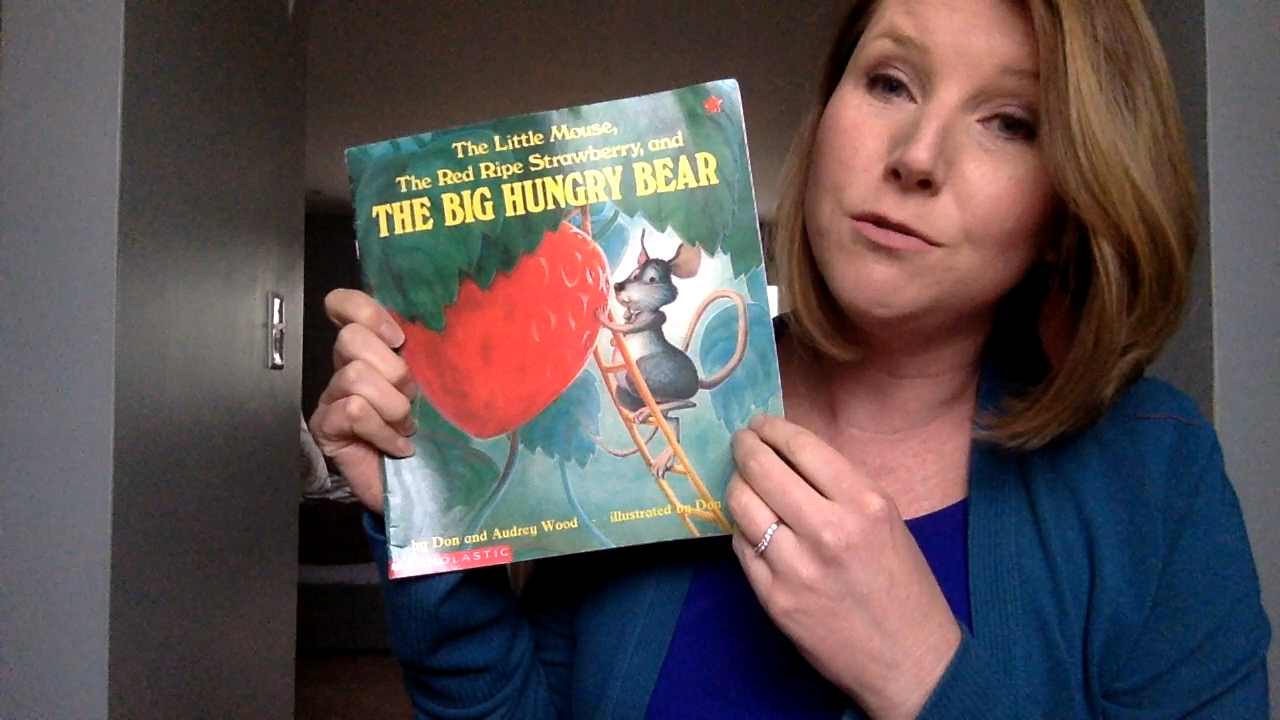 The Little Mouse,
The Red Ripe Strawberry, and
THE BIG HUNGRY BEAR
by Don and Audrey Wood - illustrated by Don
SCHOLASTIC